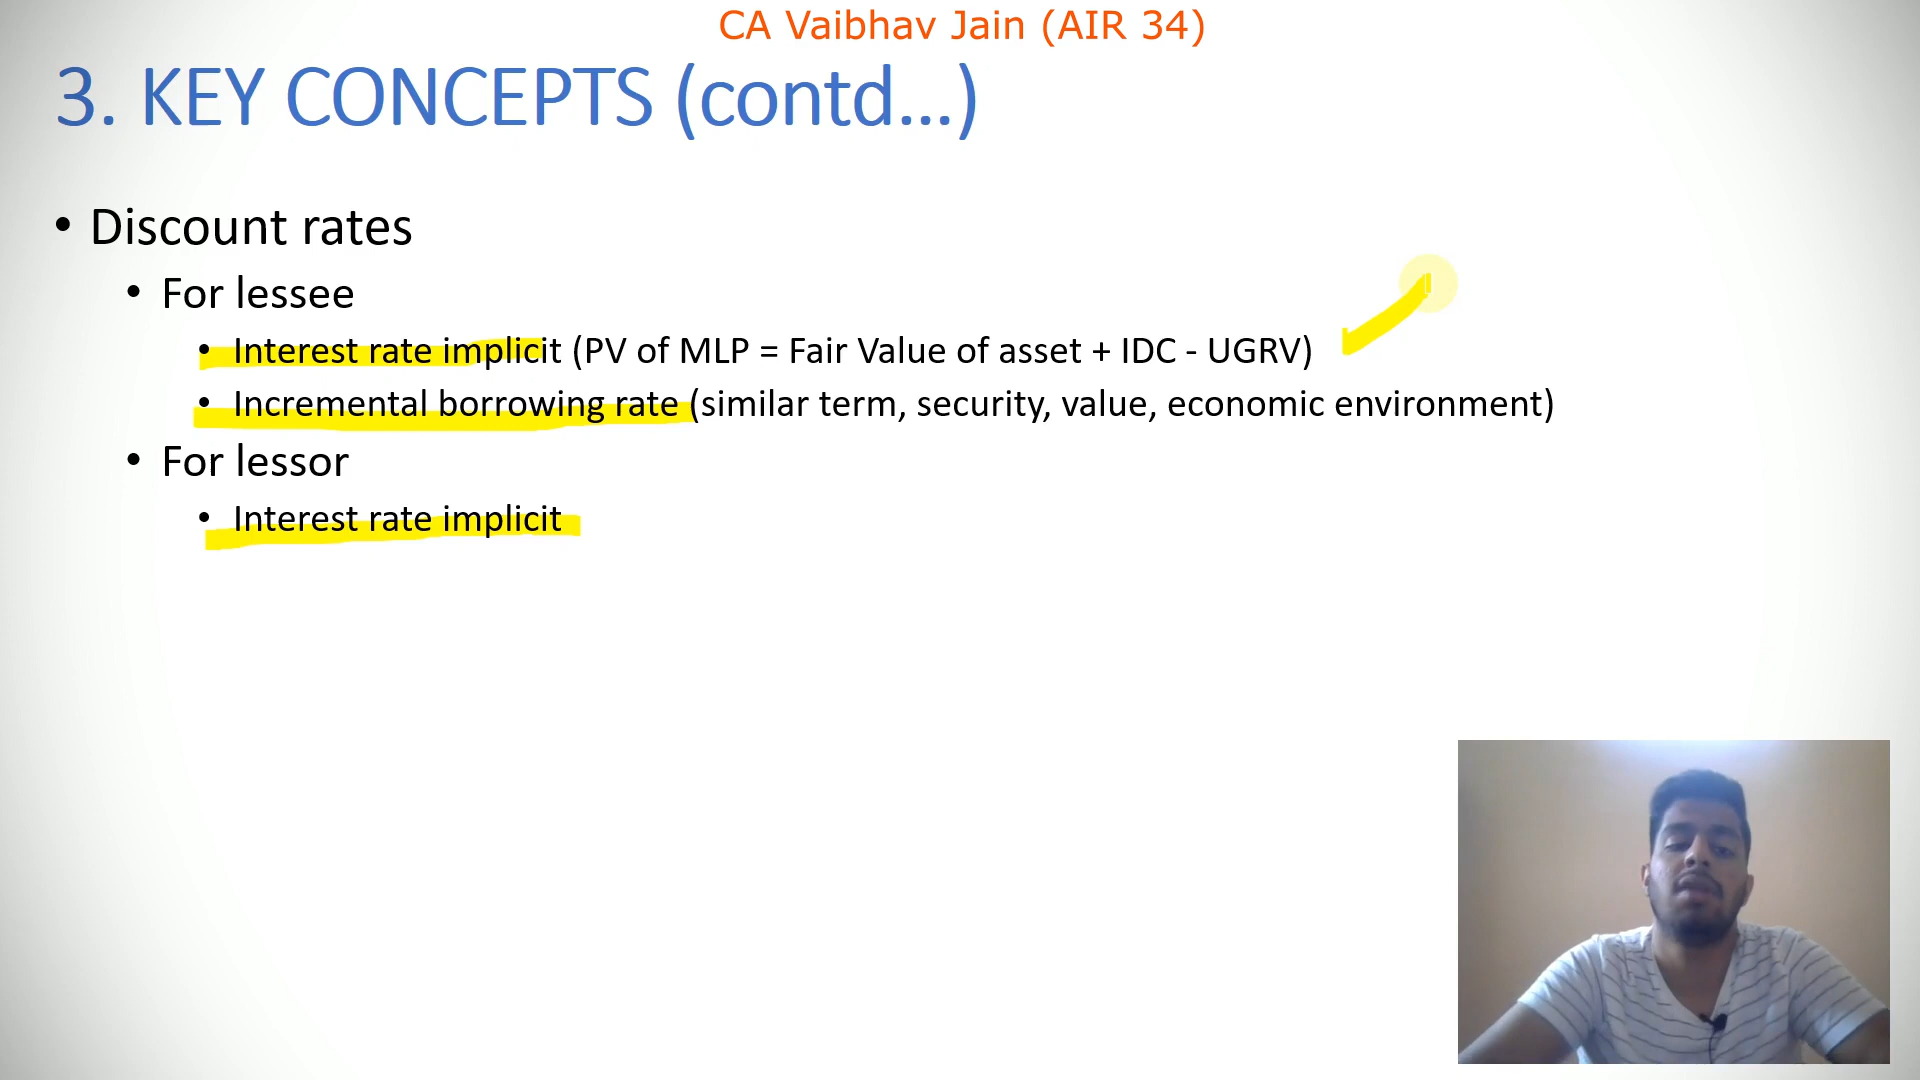 CA Vaibhav Jain (AIR 34)
3. KEY CONCEPTS (contd...)
• Discount rates
• For lessee
• Interest rate implicit (PV of MLP = Fair Value of asset + IDC - UGRV)
• Incremental borrowing rate (similar term, security, value, economic environment)
• For lessor
• Interest rate implicit